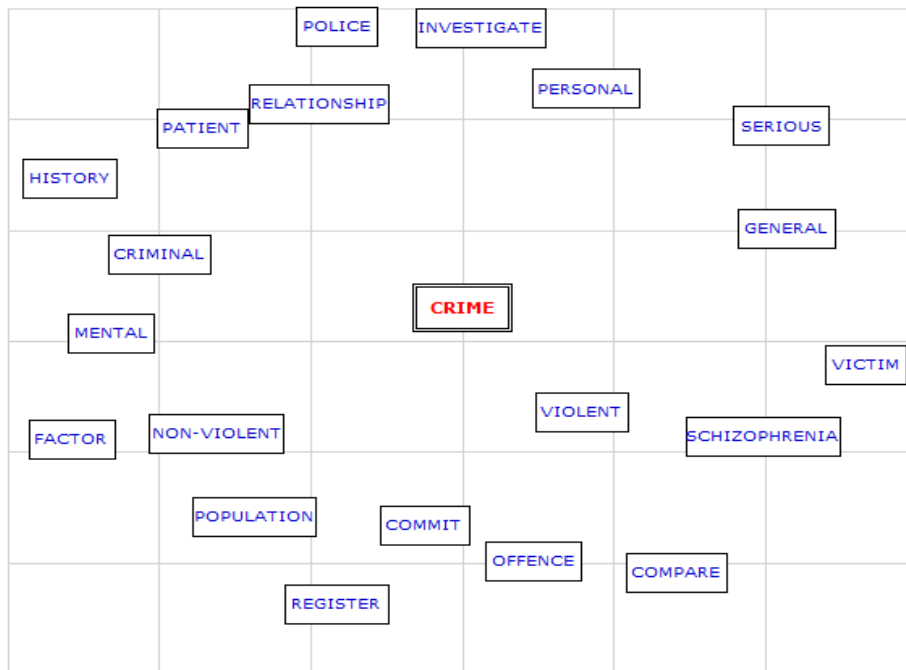 POLICE
INVESTIGATE
PERSONAL
RELATIONSHIP
PATIENT
SERIOUS
HISTORY
GENERAL
CRIMINAL
CRIME
MENTAL
VICTIM
VIOLENT
NON-VIOLENT
SCHIZOPHRENIA
FACTOR
POPULATION
COMMIT
OFFENCE
COMPARE
REGISTER